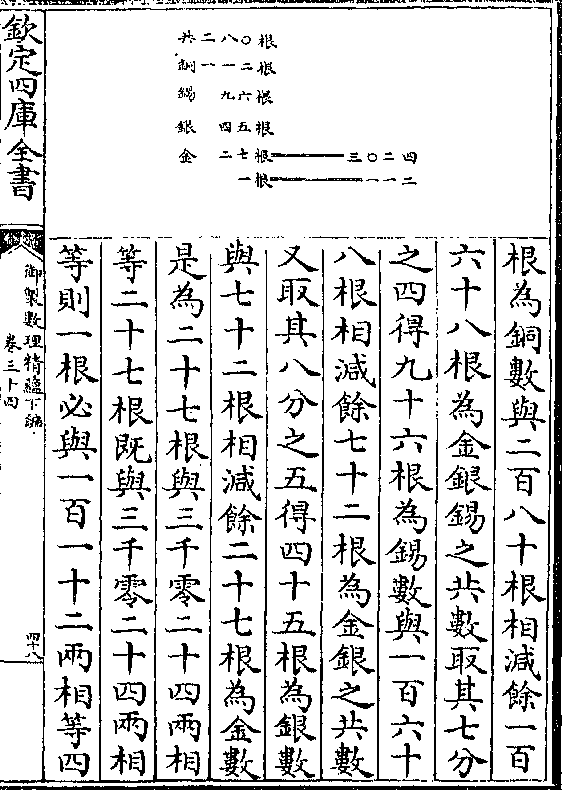 欽定四庫全書
御製數理精蘊下編
卷三十四
四十八
共二八〇根
銅一一二根
錫九六根
銀四五根
金二七根 三〇二四
一根 一一二
根為銅數與二百八十根相減餘一百
六十八根為金銀錫之共數取其七分
之四得九十六根為錫數與一百六十
八根相減餘七十二根為金銀之共數
又取其八分之五得四十五根為銀數
與七十二根相減餘二十七根為金數
是為二十七根與三千零二十四兩相
等二十七根既與三千零二十四兩相
等則一根必與一百一十二兩相等四